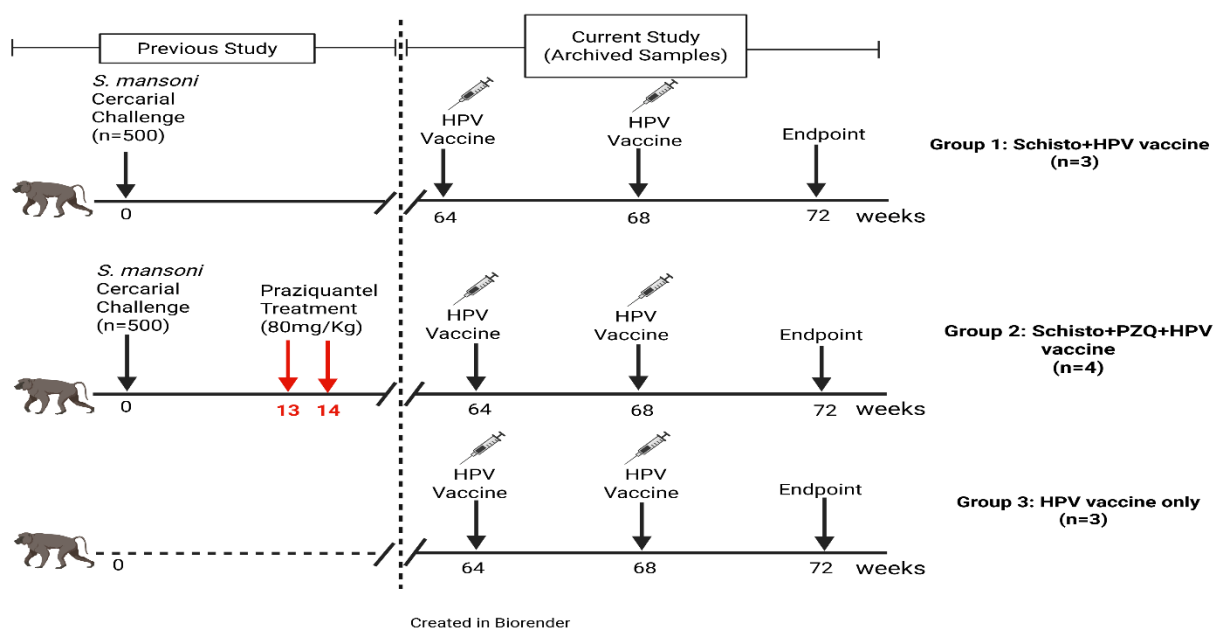 Previous Study
Current Study
(Archived Samples)
S. mansoni
Cercarial
Challenge
(n=500)
HPV
Vaccine
HPV
Vaccine
Endpoint
Group 1: Schisto+HPV vaccine
(n=3)
0
64
68
72
weeks
S. mansoni
Cercarial
Challenge
(n=500)
Praziquantel
Treatment
(80mg/Kg)
HPV
Vaccine
HPV
Vaccine
Endpoint
Group 2: Schisto+PZQ+HPV
vaccine
(n=4)
0
13
14
64
68
72
weeks
HPV
Vaccine
HPV
Vaccine
Endpoint
Group 3: HPV vaccine only
(n=3)
0
64
68
72
weeks
Created in Biorender